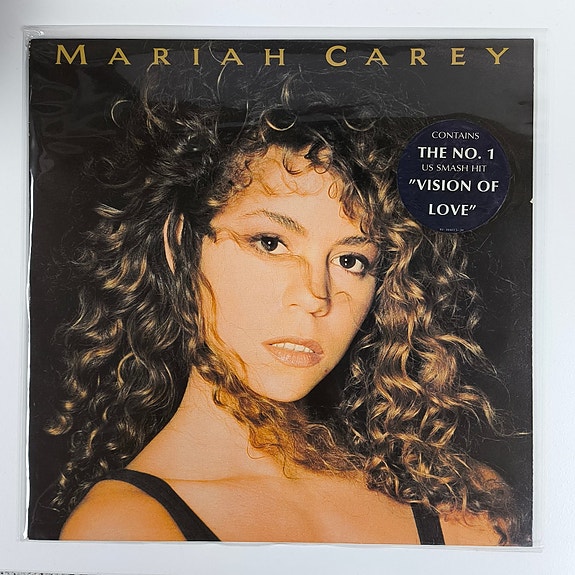 MARIAH CAREY
CONTAINS
THE NO. 1
US SMASH HIT
"VISION OF
LOVE"